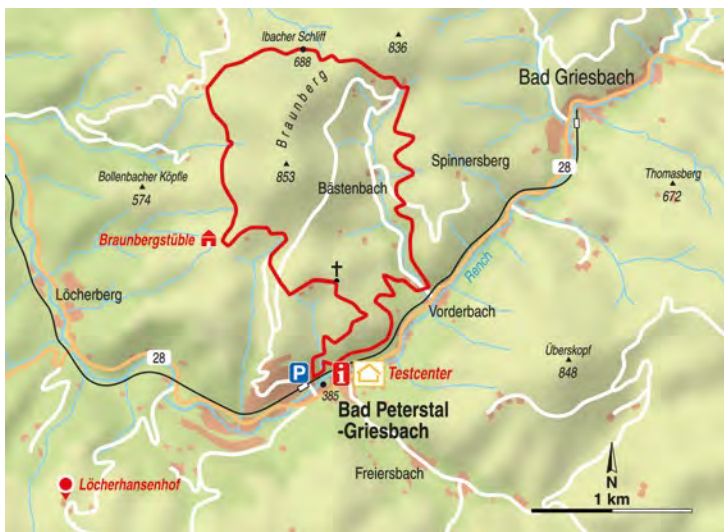 Ibacher Schliff
688
836
Bad Griesbach
Braunberg
28
Spinnersberg
853
Bästenbach
Thomasberg
672
Bollenbacher Köpfle
574
Braunbergstüble
Rench
Löcherberg
Vorderbach
28
P
i
Testcenter
Überskopf
848
385
Bad Peterstal
-Griesbach
Freiersbach
Löcherhansenhof
N
1 km